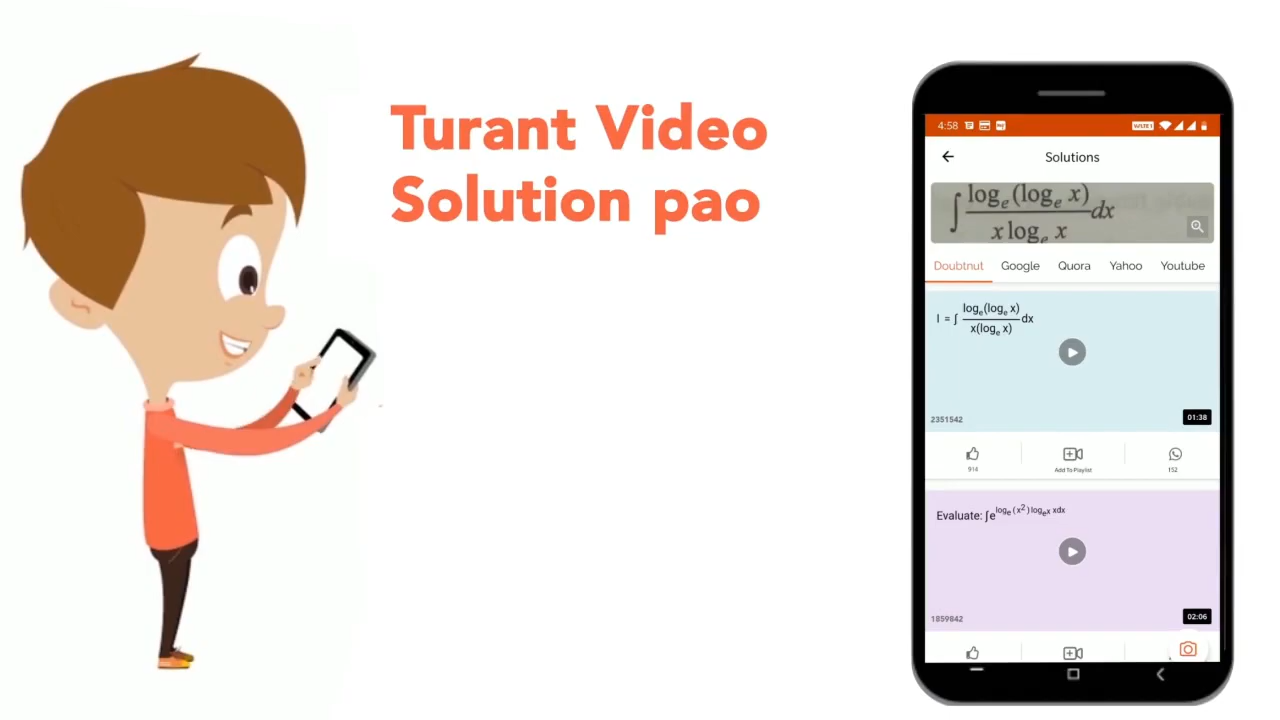 Turant Video
Solution pao
4:58
Solutions
∫ logₑ(logₑ x) / x logₑ x dx
Doubtnut Google Quora Yahoo Youtube
I = ∫ logₑ(logₑ x) / x(logₑ x) dx
2351542 01:38
914 Add To Playlist 152
Evaluate: ∫e^logₑ(x²)logₑx xdx
1859842 02:06